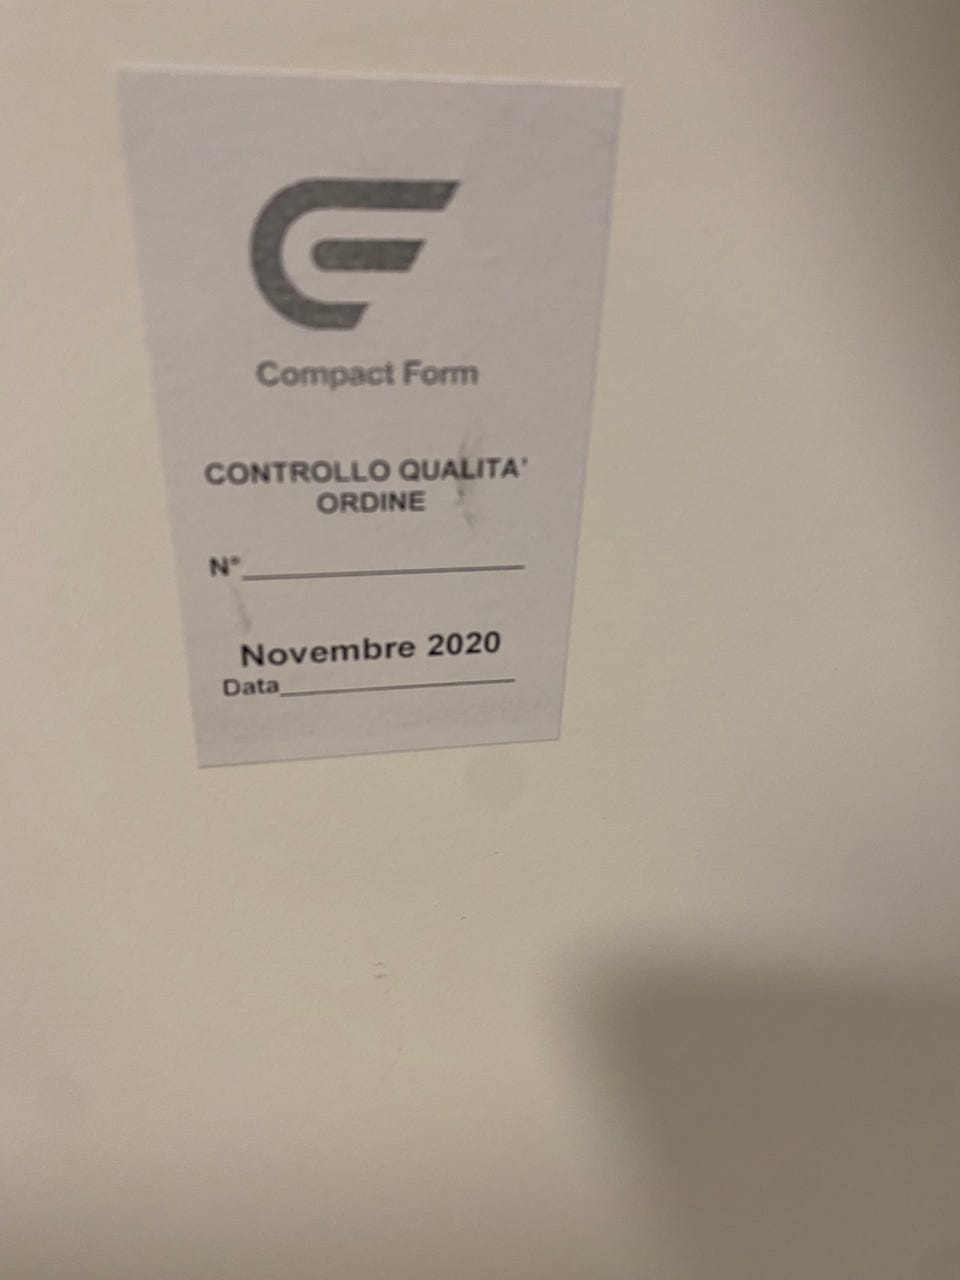 Compact Form
CONTROLLO QUALITA'
ORDINE
N°
Novembre 2020
Data